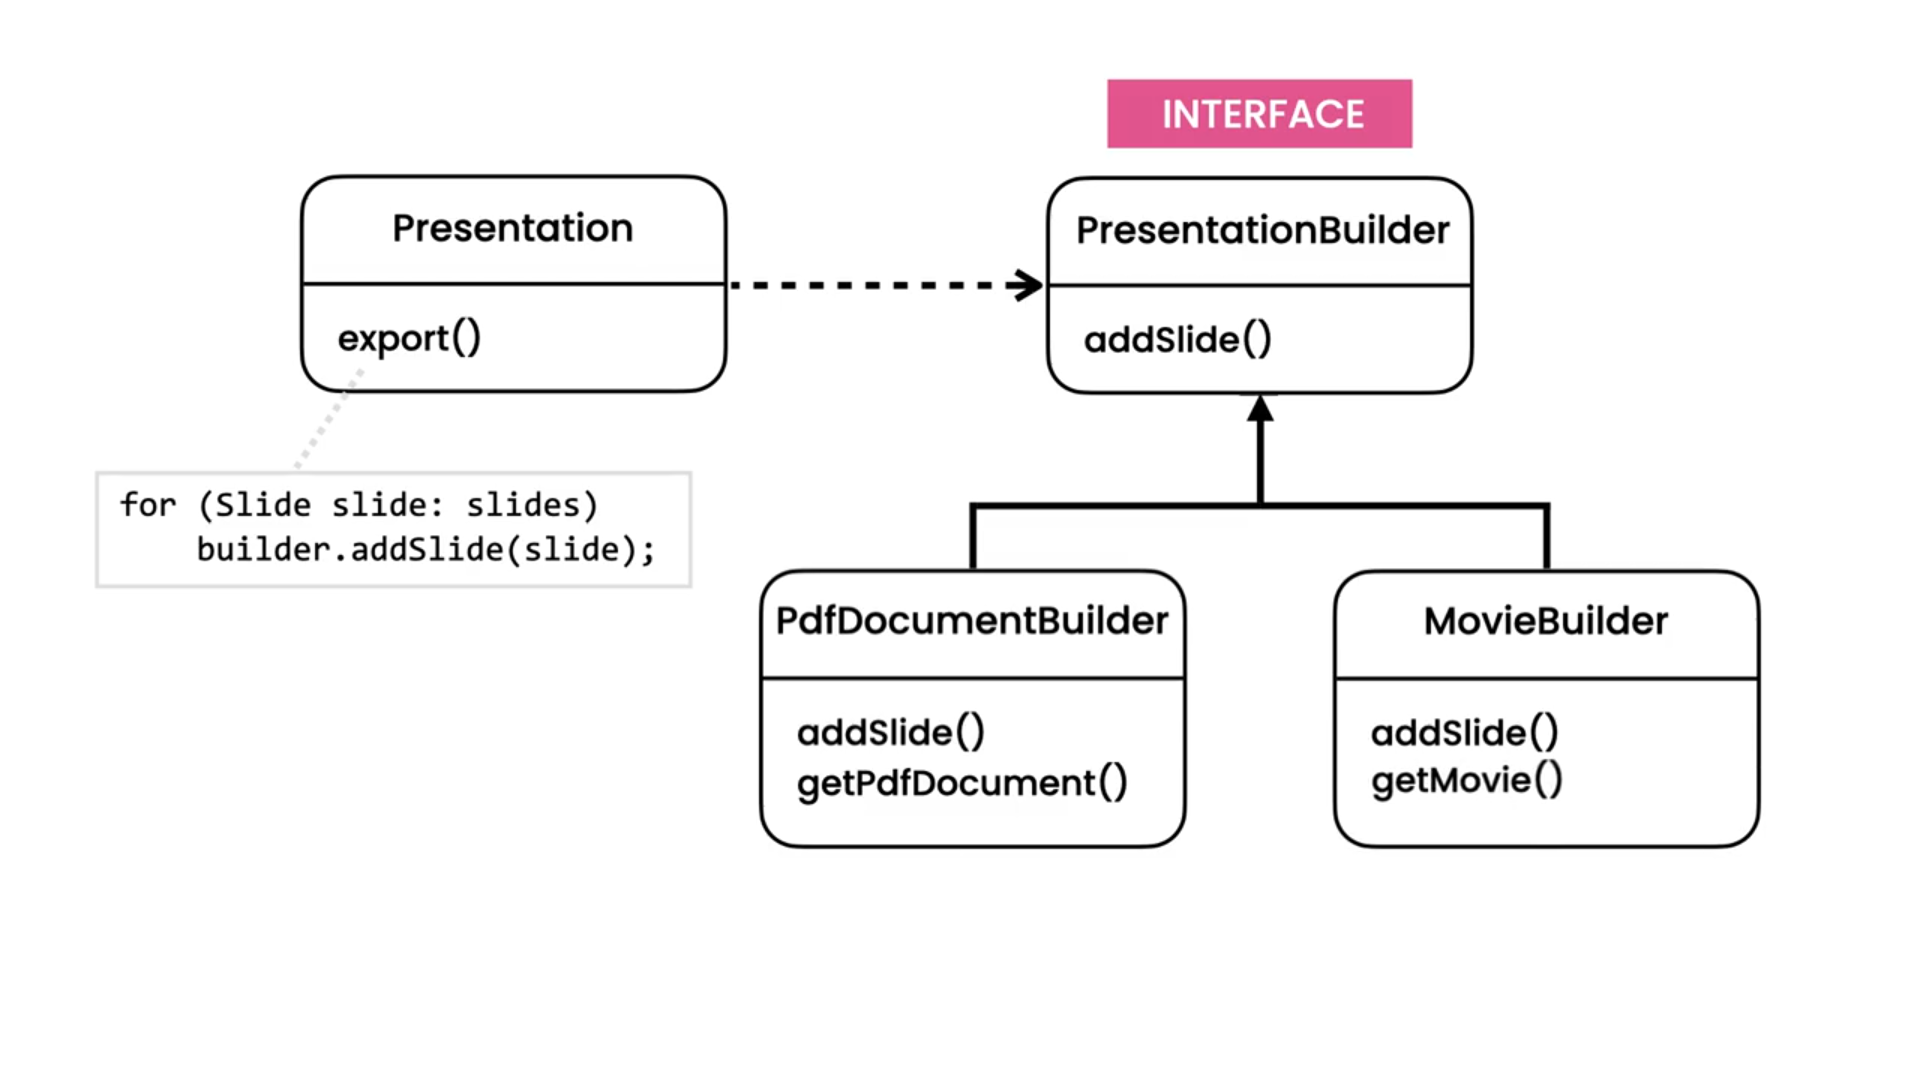 INTERFACE
Presentation
export()
PresentationBuilder
addSlide()
for (Slide slide: slides)
    builder.addSlide(slide);
PdfDocumentBuilder
addSlide()
getPdfDocument()
MovieBuilder
addSlide()
getMovie()